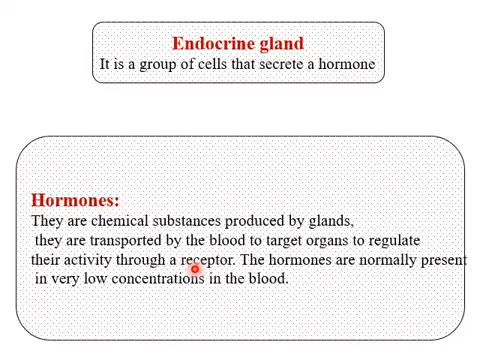 Endocrine gland
It is a group of cells that secrete a hormone
Hormones:
They are chemical substances produced by glands,
they are transported by the blood to target organs to regulate
their activity through a receptor. The hormones are normally present
in very low concentrations in the blood.